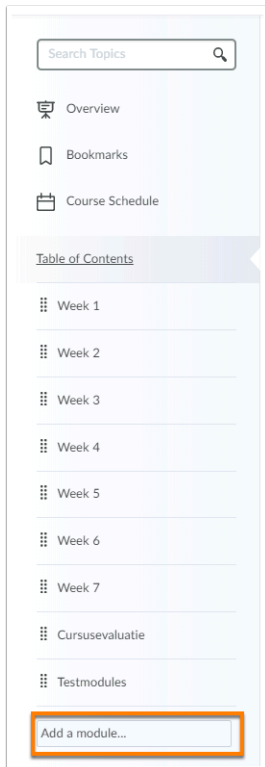 Search Topics
Overview
Bookmarks
Course Schedule
Table of Contents
Week 1
Week 2
Week 3
Week 4
Week 5
Week 6
Week 7
Cursusevaluatie
Testmodules
Add a module...